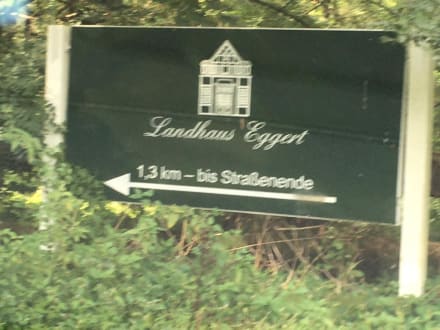 Landhaus Eggert
1,3 km – bis Straßenende